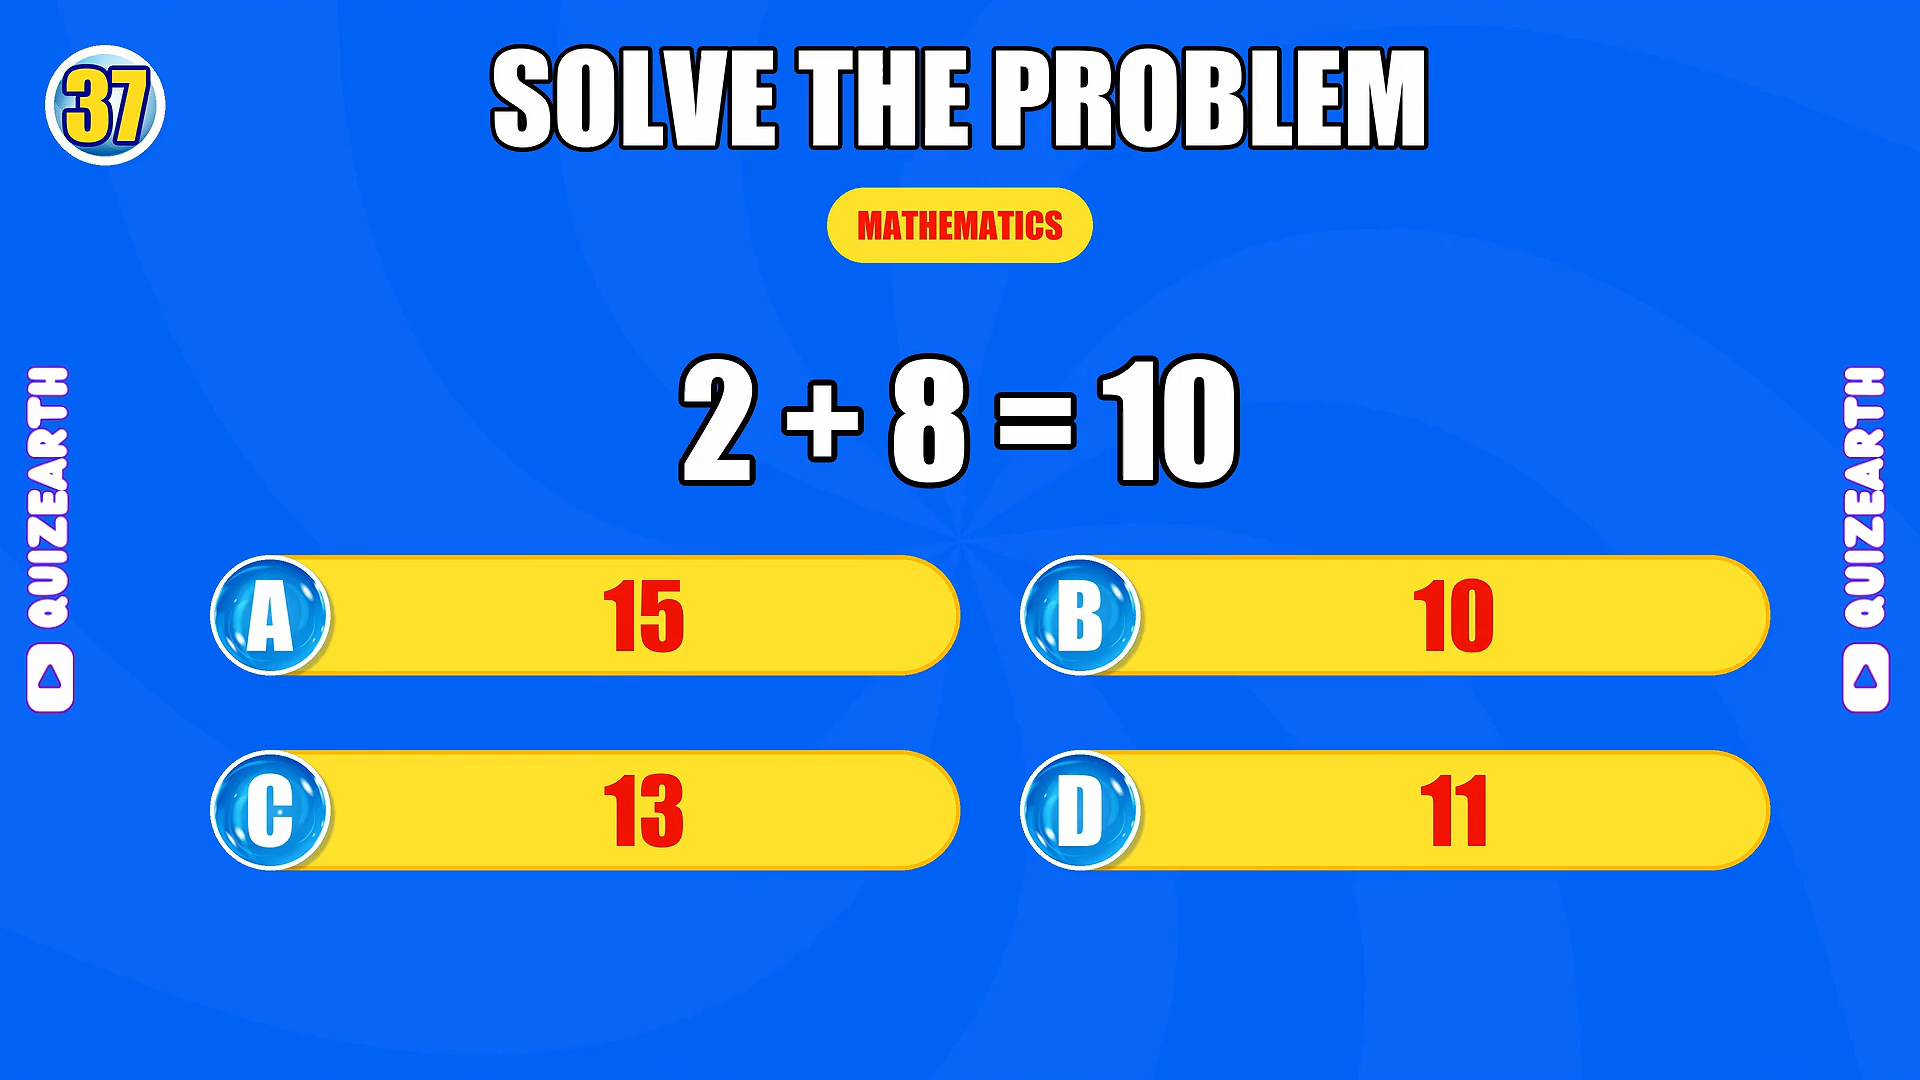 37
SOLVE THE PROBLEM
MATHEMATICS
2 + 8 = 10
A 15
B 10
C 13
D 11
QUIZEARTH
QUIZEARTH